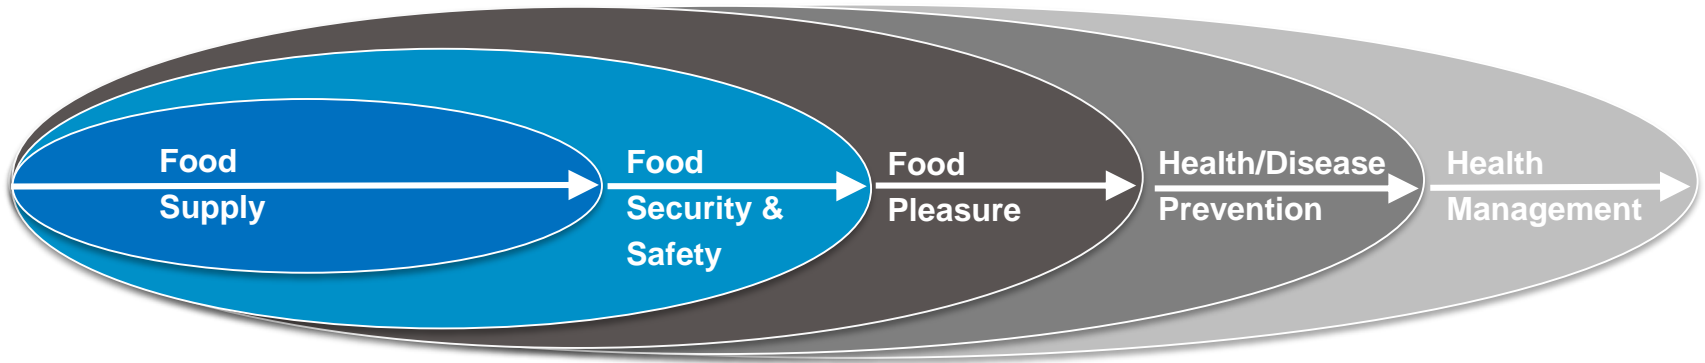 Food
Supply
Food
Security &
Safety
Food
Pleasure
Health/Disease
Prevention
Health
Management